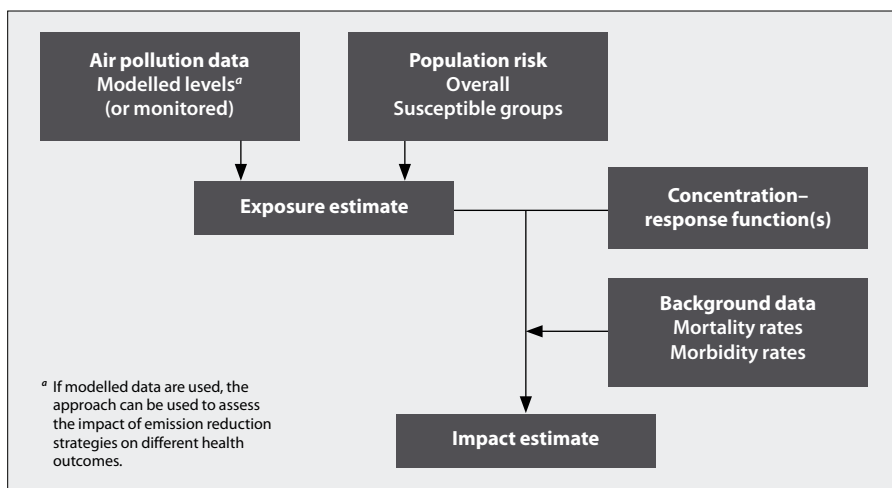 Air pollution data
Modelled levelsᵃ
(or monitored)
Population risk
Overall
Susceptible groups
Exposure estimate
Concentration–
response function(s)
Background data
Mortality rates
Morbidity rates
ᵃ If modelled data are used, the
approach can be used to assess
the impact of emission reduction
strategies on different health
outcomes.
Impact estimate